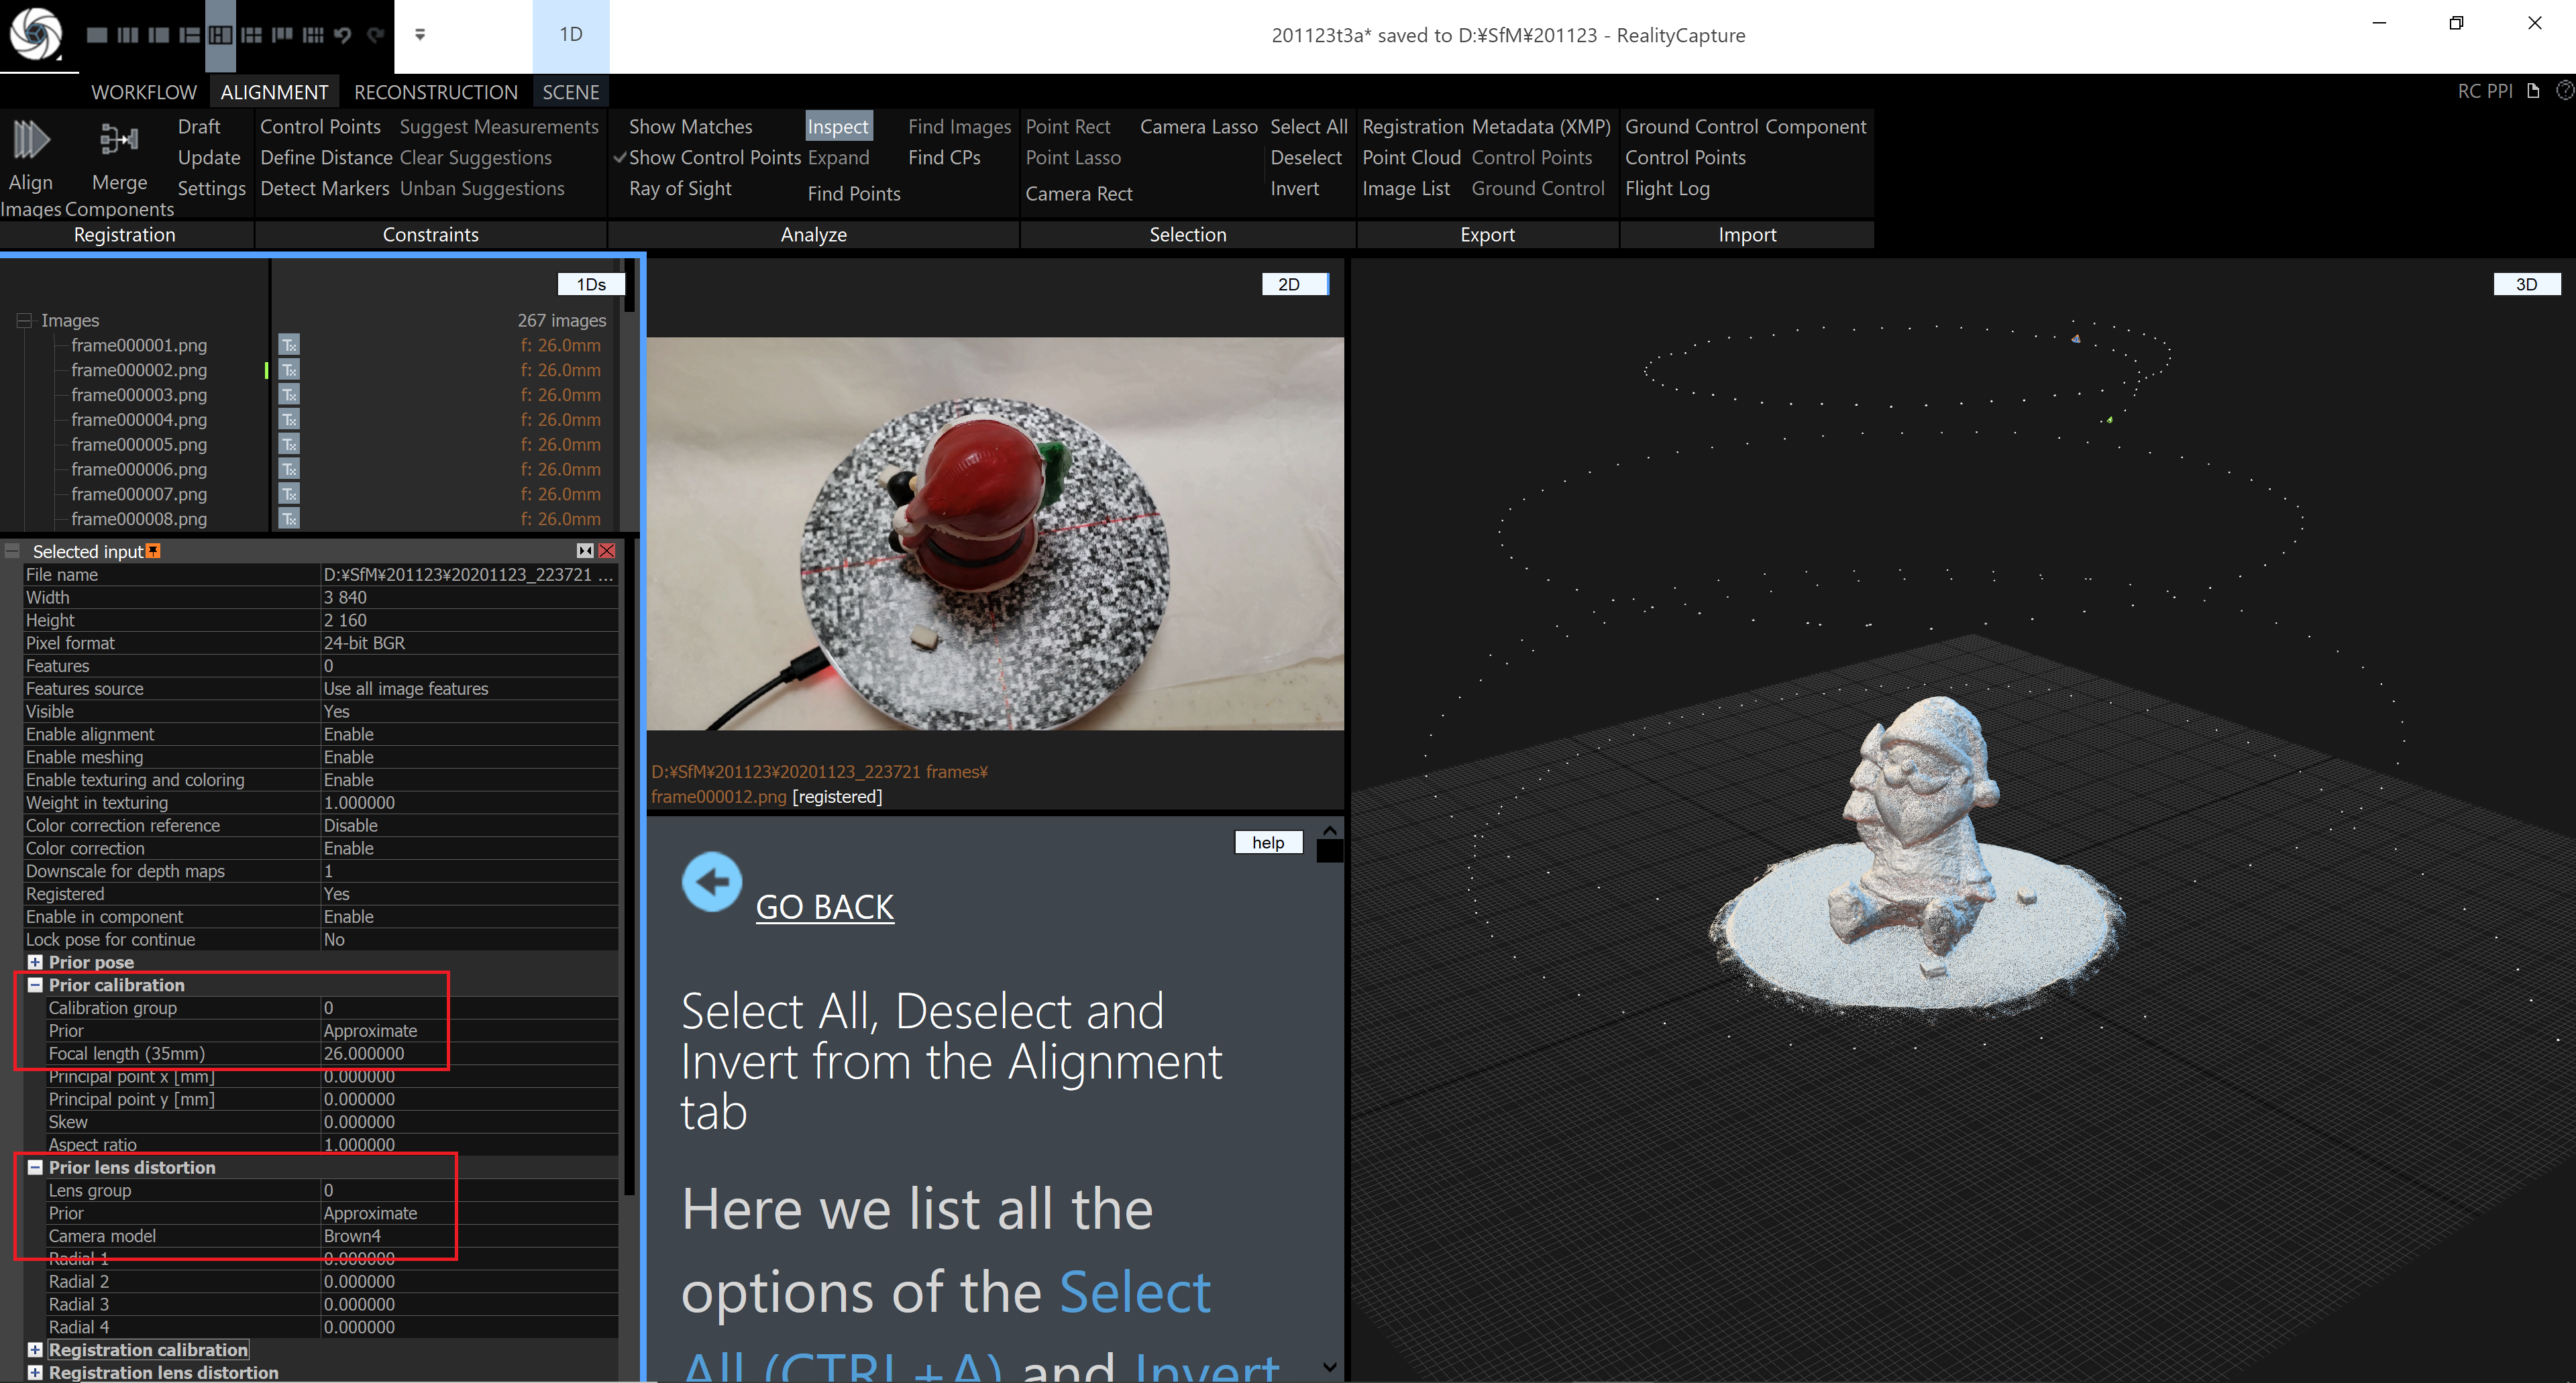 1D
201123t3a* saved to D:¥SfM¥201123 - RealityCapture
WORKFLOW ALIGNMENT RECONSTRUCTION SCENE
RC PPI
Align Images
Merge Components
Draft
Update
Settings
Registration
Control Points
Define Distance
Detect Markers
Suggest Measurements
Clear Suggestions
Unban Suggestions
Constraints
Show Matches
Show Control Points
Ray of Sight
Inspect
Expand
Find Points
Find Images
Find CPs
Analyze
Point Rect
Point Lasso
Camera Rect
Camera Lasso
Select All
Deselect
Invert
Selection
Registration
Point Cloud
Image List
Metadata (XMP)
Control Points
Ground Control
Export
Ground Control
Control Points
Flight Log
Component
Import
1Ds
Images 267 images
frame000001.png Tx f: 26.0mm
frame000002.png Tx f: 26.0mm
frame000003.png Tx f: 26.0mm
frame000004.png Tx f: 26.0mm
frame000005.png Tx f: 26.0mm
frame000006.png Tx f: 26.0mm
frame000007.png Tx f: 26.0mm
frame000008.png Tx f: 26.0mm
Selected input
File name D:¥SfM¥201123¥20201123_223721 ...
Width 3 840
Height 2 160
Pixel format 24-bit BGR
Features 0
Features source Use all image features
Visible Yes
Enable alignment Enable
Enable meshing Enable
Enable texturing and coloring Enable
Weight in texturing 1.000000
Color correction reference Disable
Color correction Enable
Downscale for depth maps 1
Registered Yes
Enable in component Enable
Lock pose for continue No
Prior pose
Prior calibration
Calibration group 0
Prior Approximate
Focal length (35mm) 26.000000
Principal point x [mm] 0.000000
Principal point y [mm] 0.000000
Skew 0.000000
Aspect ratio 1.000000
Prior lens distortion
Lens group 0
Prior Approximate
Camera model Brown4
Radial 1 0.000000
Radial 2 0.000000
Radial 3 0.000000
Radial 4 0.000000
Registration calibration
Registration lens distortion
2D
D:¥SfM¥201123¥20201123_223721 frames¥
frame000012.png [registered]
help
GO BACK
Select All, Deselect and
Invert from the Alignment
tab
Here we list all the
options of the Select
All (CTRL+A) and Invert
3D